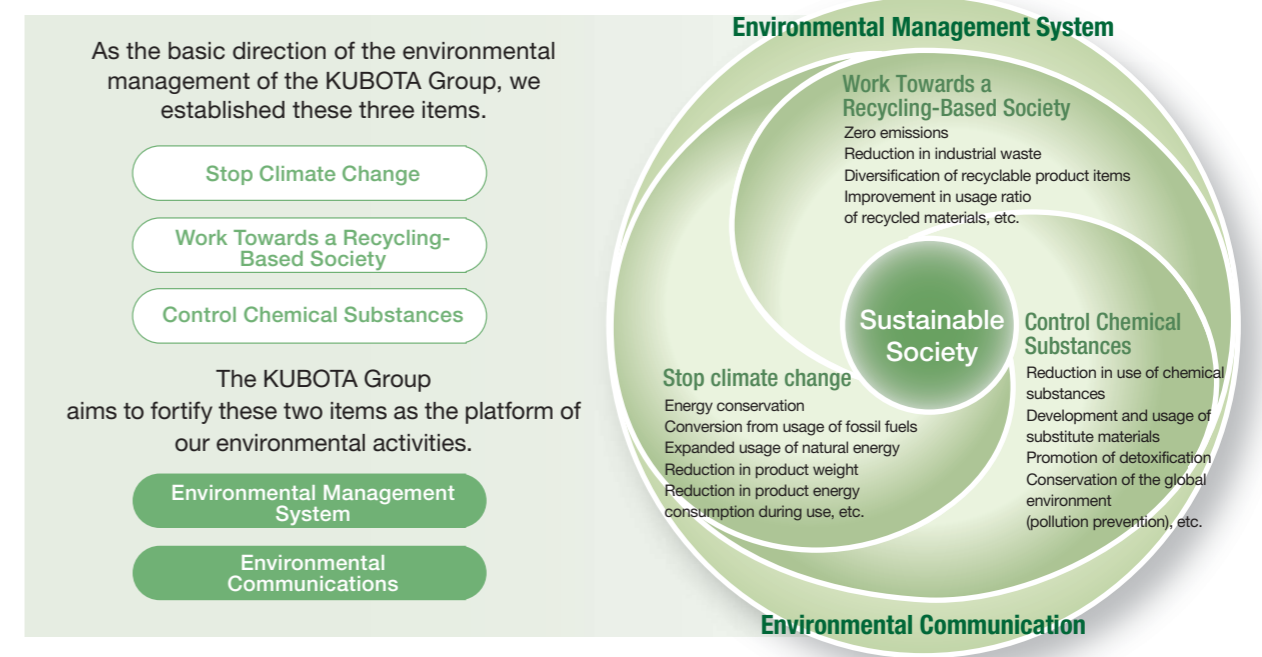 As the basic direction of the environmental
management of the KUBOTA Group, we
established these three items.
Stop Climate Change
Work Towards a Recycling-
Based Society
Control Chemical Substances
The KUBOTA Group
aims to fortify these two items as the platform of
our environmental activities.
Environmental Management
System
Environmental
Communications
Environmental Management System
Work Towards a
Recycling-Based Society
Zero emissions
Reduction in industrial waste
Diversification of recyclable product items
Improvement in usage ratio
of recycled materials, etc.
Sustainable
Society
Stop climate change
Energy conservation
Conversion from usage of fossil fuels
Expanded usage of natural energy
Reduction in product weight
Reduction in product energy
consumption during use, etc.
Control Chemical
Substances
Reduction in use of chemical
substances
Development and usage of
substitute materials
Promotion of detoxification
Conservation of the global
environment
(pollution prevention), etc.
Environmental Communication